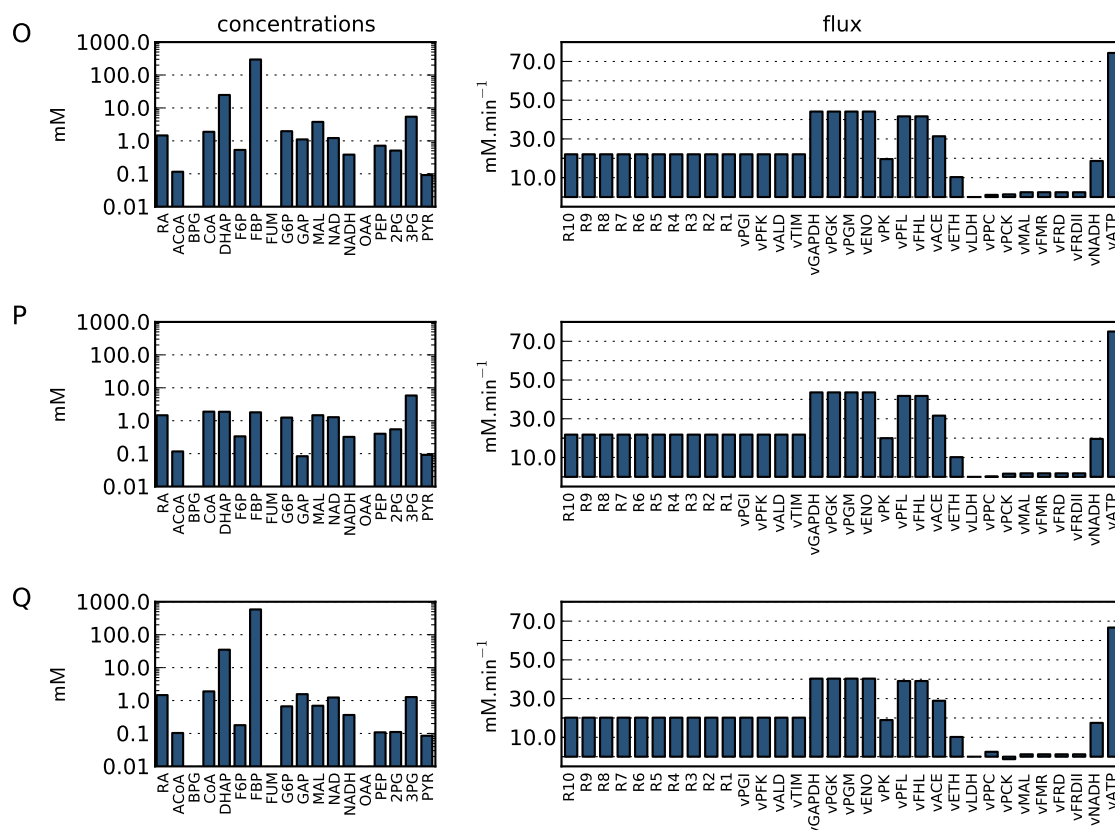 O
concentrations
flux
mM
1000.0
100.0
10.0
1.0
0.1
0.01
RA ACoA BPG CoA DHAP F6P FBP FUM G6P GAP MAL NAD NADH OAA PEP 2PG 3PG PYR
mM.min−1
70.0
50.0
30.0
10.0
R10 R9 R8 R7 R6 R5 R4 R3 R2 R1 vPGI vPFK vALD vTIM vGAPDH vPGK vPGM vENO vPK vPFL vFHL vACE vETH vLDH vPPC vPCK vMAL vFMR vFRD vFRDII vNADH vATP
P
mM
1000.0
100.0
10.0
1.0
0.1
0.01
RA ACoA BPG CoA DHAP F6P FBP FUM G6P GAP MAL NAD NADH OAA PEP 2PG 3PG PYR
mM.min−1
70.0
50.0
30.0
10.0
R10 R9 R8 R7 R6 R5 R4 R3 R2 R1 vPGI vPFK vALD vTIM vGAPDH vPGK vPGM vENO vPK vPFL vFHL vACE vETH vLDH vPPC vPCK vMAL vFMR vFRD vFRDII vNADH vATP
Q
mM
1000.0
100.0
10.0
1.0
0.1
0.01
RA ACoA BPG CoA DHAP F6P FBP FUM G6P GAP MAL NAD NADH OAA PEP 2PG 3PG PYR
mM.min−1
70.0
50.0
30.0
10.0
R10 R9 R8 R7 R6 R5 R4 R3 R2 R1 vPGI vPFK vALD vTIM vGAPDH vPGK vPGM vENO vPK vPFL vFHL vACE vETH vLDH vPPC vPCK vMAL vFMR vFRD vFRDII vNADH vATP